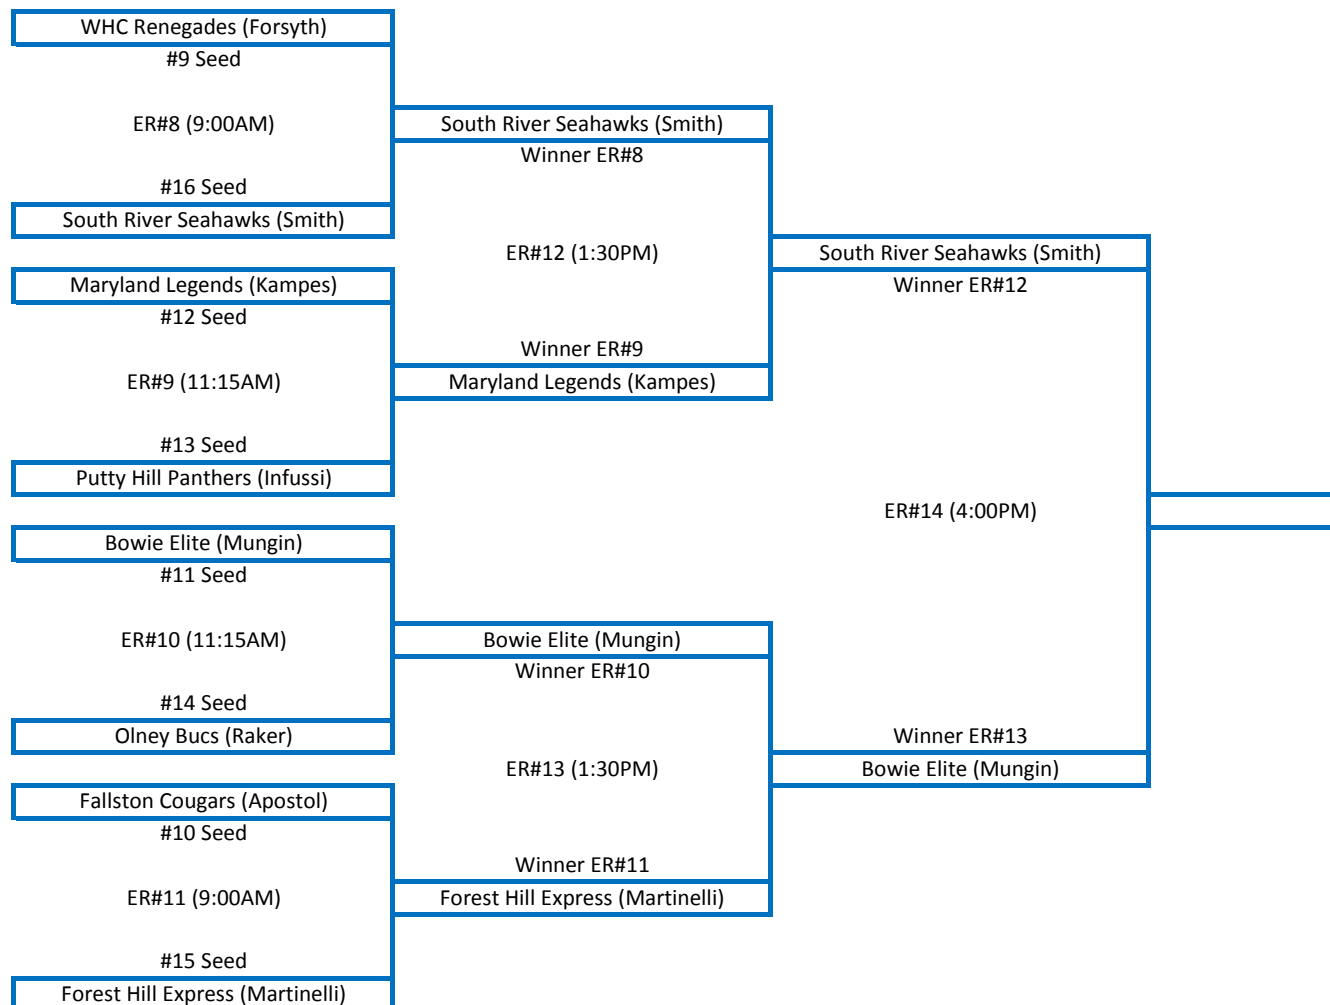 WHC Renegades (Forsyth)
#9 Seed
ER#8 (9:00AM)
#16 Seed
South River Seahawks (Smith)
Maryland Legends (Kampes)
#12 Seed
ER#9 (11:15AM)
#13 Seed
Putty Hill Panthers (Infussi)
Bowie Elite (Mungin)
#11 Seed
ER#10 (11:15AM)
#14 Seed
Olney Bucs (Raker)
Fallston Cougars (Apostol)
#10 Seed
ER#11 (9:00AM)
#15 Seed
Forest Hill Express (Martinelli)
South River Seahawks (Smith)
Winner ER#8
ER#12 (1:30PM)
Winner ER#9
Maryland Legends (Kampes)
Bowie Elite (Mungin)
Winner ER#10
ER#13 (1:30PM)
Winner ER#11
Forest Hill Express (Martinelli)
South River Seahawks (Smith)
Winner ER#12
ER#14 (4:00PM)
Winner ER#13
Bowie Elite (Mungin)